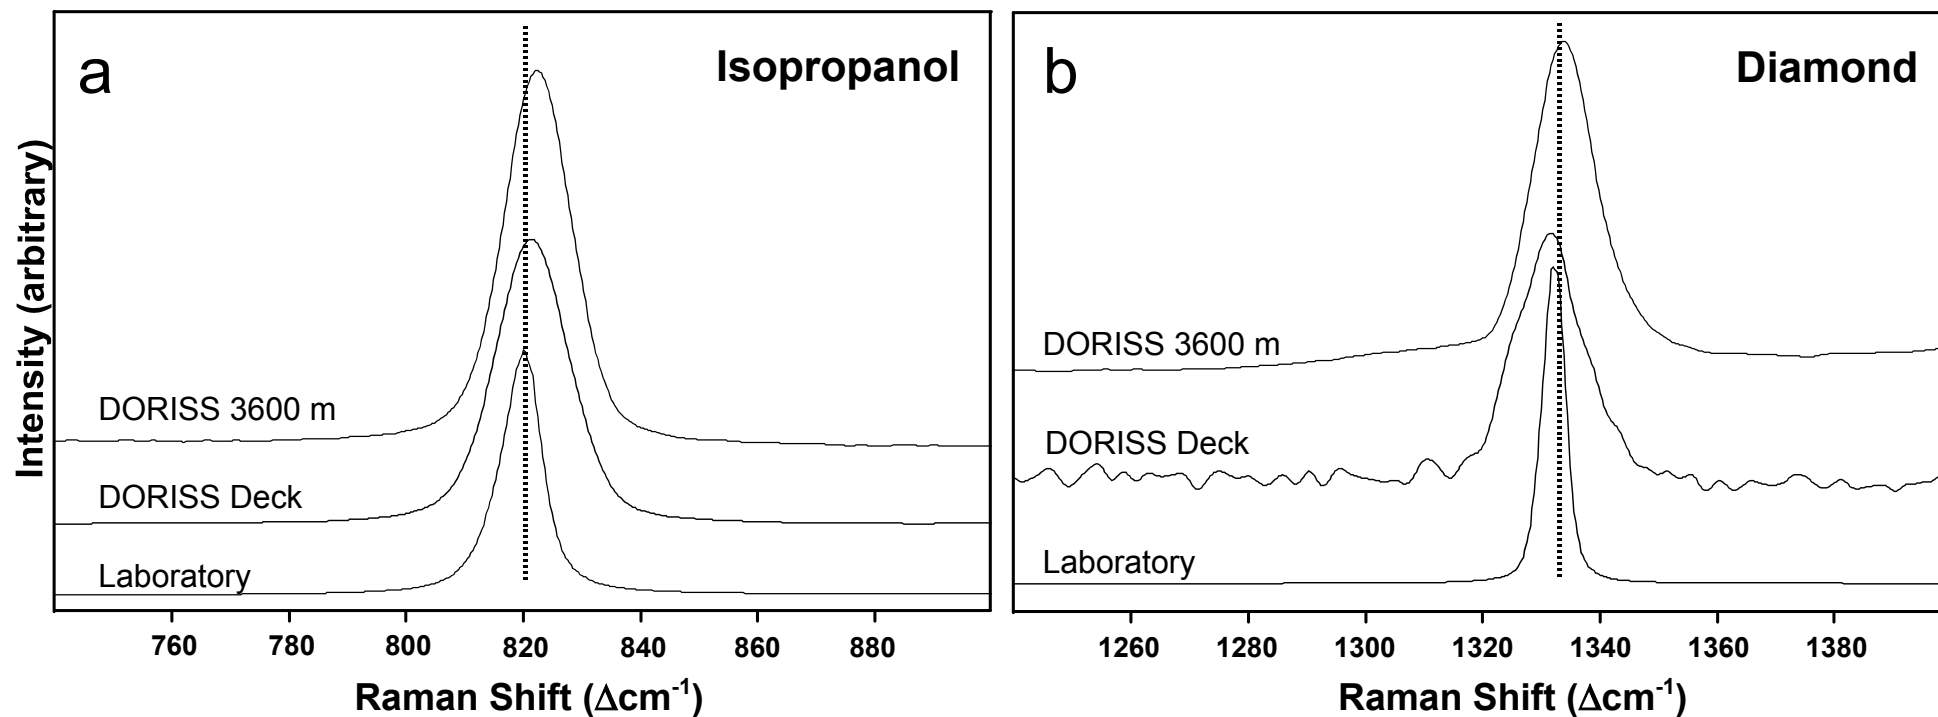 a
Isopropanol
Intensity (arbitrary)
DORISS 3600 m
DORISS Deck
Laboratory
760 780 800 820 840 860 880
Raman Shift (Δcm⁻¹)
b
Diamond
DORISS 3600 m
DORISS Deck
Laboratory
1260 1280 1300 1320 1340 1360 1380
Raman Shift (Δcm⁻¹)